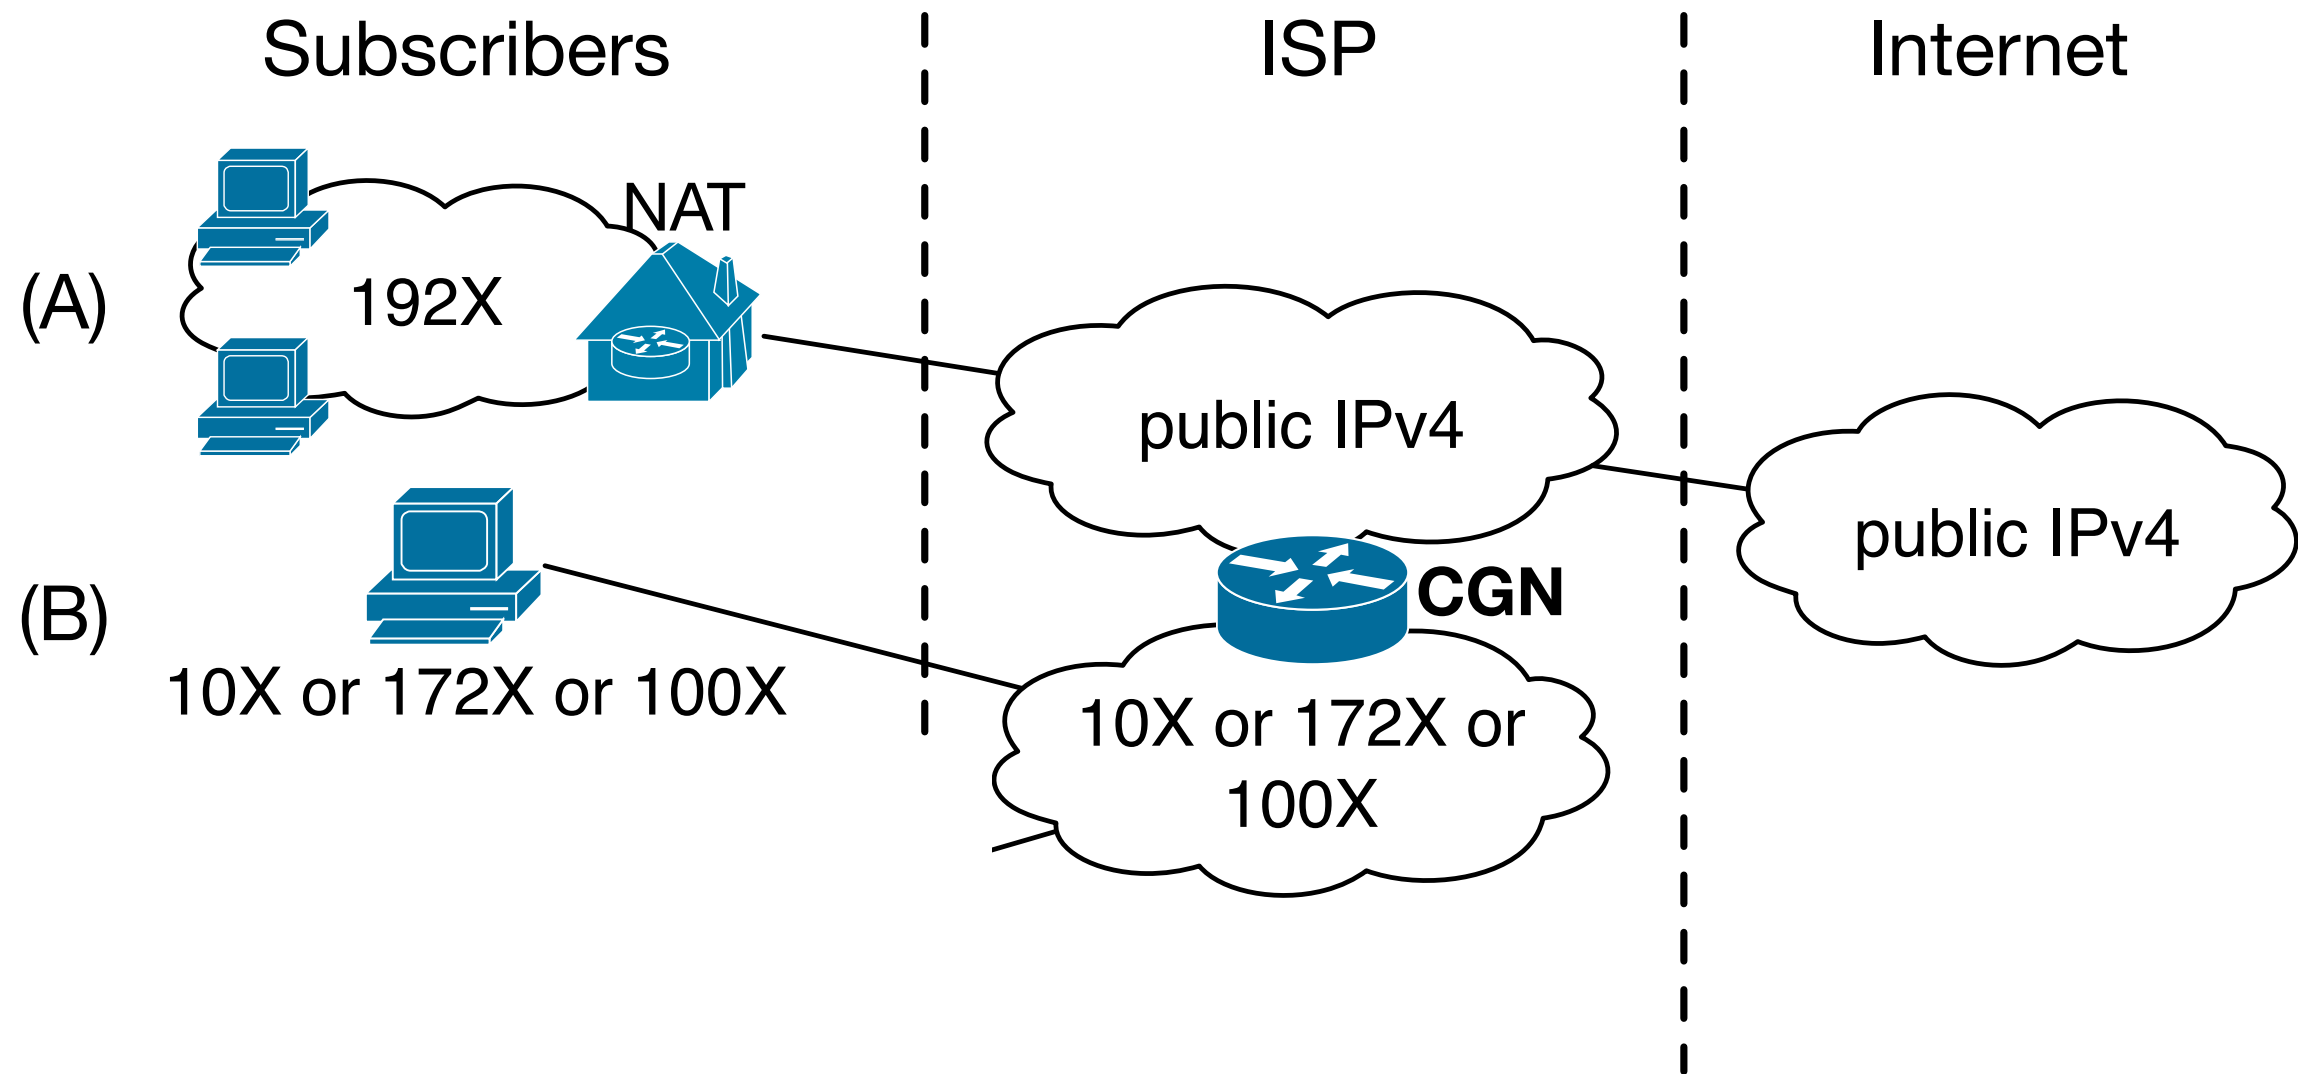 Subscribers
ISP
Internet
NAT
(A)
192X
public IPv4
public IPv4
CGN
(B)
10X or 172X or 100X
10X or 172X or
100X